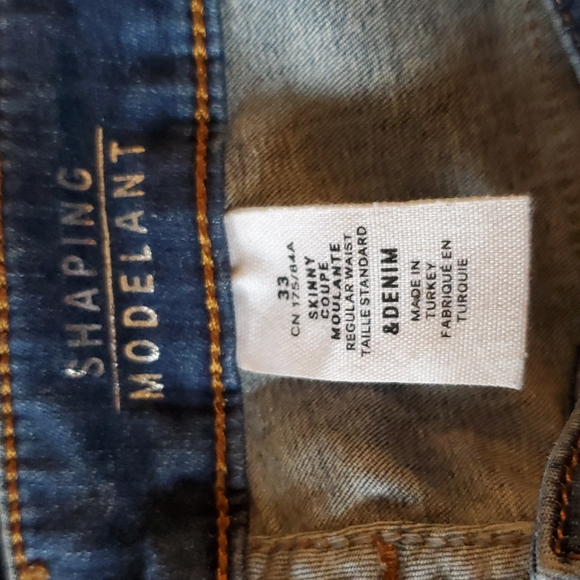 SHAPING
MODELANT
33
CN 175/84A
SKINNY
COUPE
MOULANTE
REGULAR WAIST
TAILLE STANDARD
&DENIM
MADE IN
TURKEY
FABRIQUÉ EN
TURQUIE